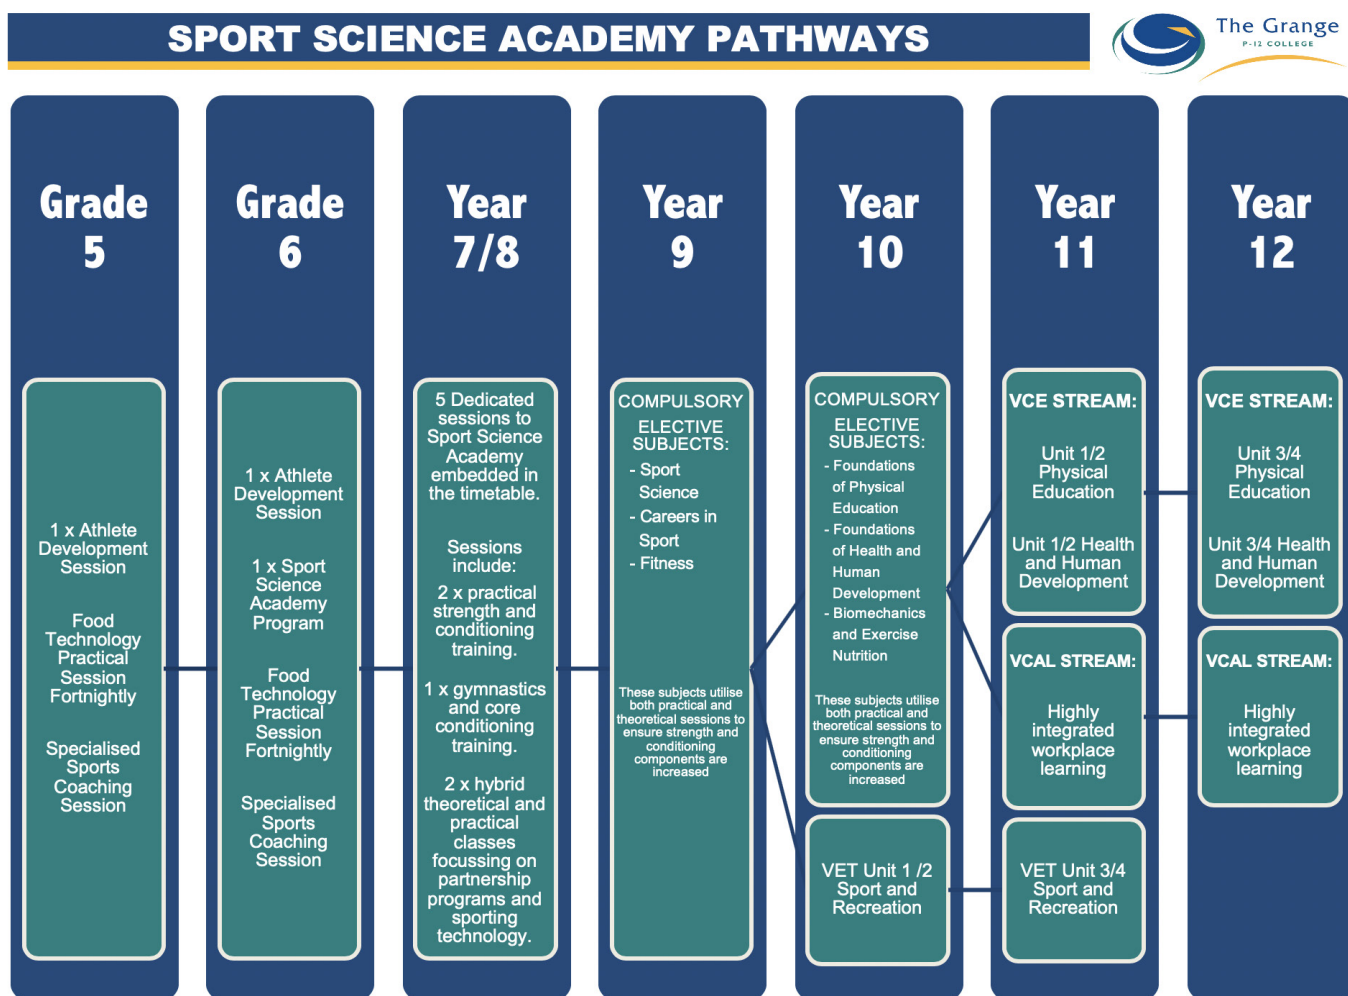 SPORT SCIENCE ACADEMY PATHWAYS
The Grange
P-12 COLLEGE
Grade
5
1 x Athlete
Development
Session
Food
Technology
Practical
Session
Fortnightly
Specialised
Sports
Coaching
Session
Grade
6
1 x Athlete
Development
Session
1 x Sport
Science
Academy
Program
Food
Technology
Practical
Session
Fortnightly
Specialised
Sports
Coaching
Session
Year
7/8
5 Dedicated
sessions to
Sport Science
Academy
embedded in
the timetable.
Sessions
include:
2 x practical
strength and
conditioning
training.
1 x gymnastics
and core
conditioning
training.
2 x hybrid
theoretical and
practical
classes
focussing on
partnership
programs and
sporting
technology.
Year
9
COMPULSORY
ELECTIVE
SUBJECTS:
- Sport
Science
- Careers in
Sport
- Fitness
These subjects utilise
both practical and
theoretical sessions to
ensure strength and
conditioning
components are
increased
Year
10
COMPULSORY
ELECTIVE
SUBJECTS:
- Foundations
of Physical
Education
- Foundations
of Health and
Human
Development
- Biomechanics
and Exercise
Nutrition
These subjects utilise
both practical and
theoretical sessions to
ensure strength and
conditioning
components are
increased
VET Unit 1 /2
Sport and
Recreation
Year
11
VCE STREAM:
Unit 1/2
Physical
Education
Unit 1/2 Health
and Human
Development
VCAL STREAM:
Highly
integrated
workplace
learning
VET Unit 3/4
Sport and
Recreation
Year
12
VCE STREAM:
Unit 3/4
Physical
Education
Unit 3/4 Health
and Human
Development
VCAL STREAM:
Highly
integrated
workplace
learning